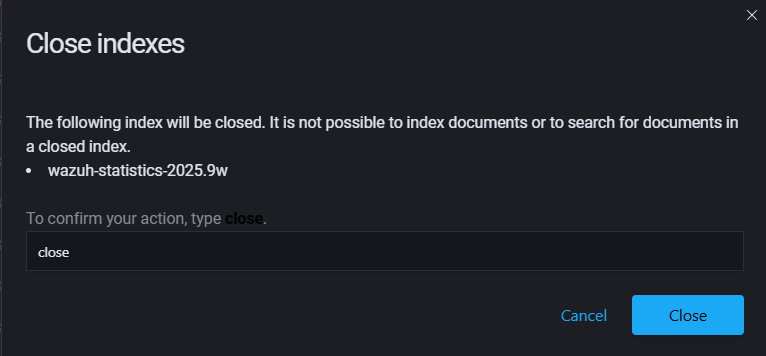 Close indexes
The following index will be closed. It is not possible to index documents or to search for documents in
a closed index.
• wazuh-statistics-2025.9w
To confirm your action, type close.
close
Cancel Close